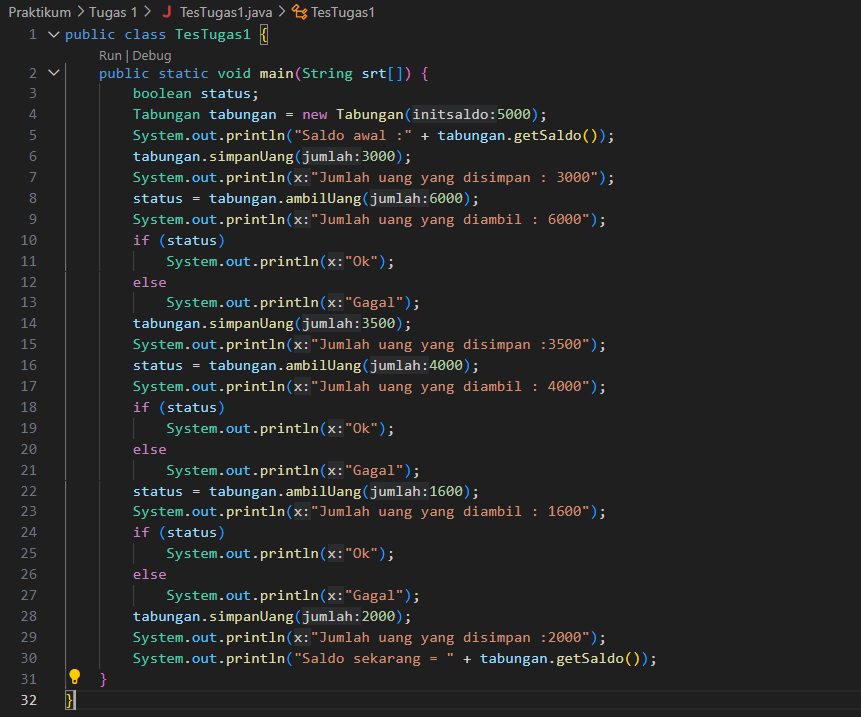 Praktikum > Tugas 1 > J TesTugas1.java > TesTugas1
1 public class TesTugas1 {
Run | Debug
2 public static void main(String srt[]) {
3 boolean status;
4 Tabungan tabungan = new Tabungan(initsaldo:5000);
5 System.out.println("Saldo awal :" + tabungan.getSaldo());
6 tabungan.simpanUang(jumlah:3000);
7 System.out.println(x:"Jumlah uang yang disimpan : 3000");
8 status = tabungan.ambilUang(jumlah:6000);
9 System.out.println(x:"Jumlah uang yang diambil : 6000");
10 if (status)
11 System.out.println(x:"Ok");
12 else
13 System.out.println(x:"Gagal");
14 tabungan.simpanUang(jumlah:3500);
15 System.out.println(x:"Jumlah uang yang disimpan :3500");
16 status = tabungan.ambilUang(jumlah:4000);
17 System.out.println(x:"Jumlah uang yang diambil : 4000");
18 if (status)
19 System.out.println(x:"Ok");
20 else
21 System.out.println(x:"Gagal");
22 status = tabungan.ambilUang(jumlah:1600);
23 System.out.println(x:"Jumlah uang yang diambil : 1600");
24 if (status)
25 System.out.println(x:"Ok");
26 else
27 System.out.println(x:"Gagal");
28 tabungan.simpanUang(jumlah:2000);
29 System.out.println(x:"Jumlah uang yang disimpan :2000");
30 System.out.println("Saldo sekarang = " + tabungan.getSaldo());
31 }
32 }